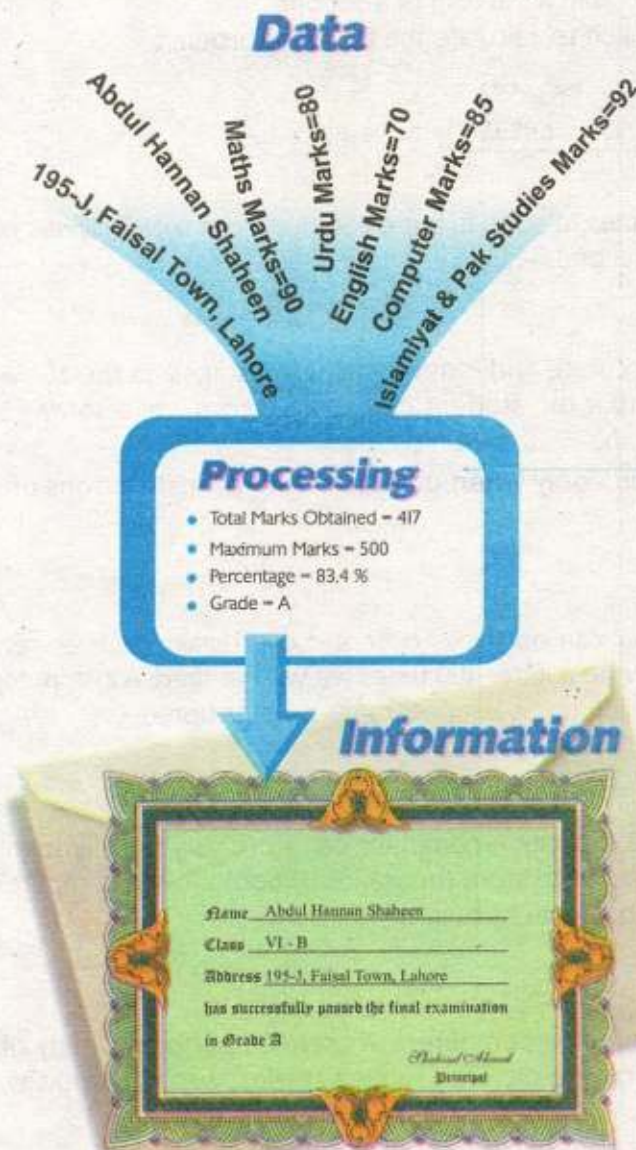 Data
195-J, Faisal Town, Lahore
Abdul Hannan Shaheen
Maths Marks=90
Urdu Marks=80
English Marks=70
Computer Marks=85
Islamiyat & Pak Studies Marks=92
Processing
• Total Marks Obtained = 417
• Maximum Marks = 500
• Percentage = 83.4 %
• Grade = A
Information
Name Abdul Hannan Shaheen
Class VI - B
Address 195-J, Faisal Town, Lahore
has successfully passed the final examination
in Grade A
Principal